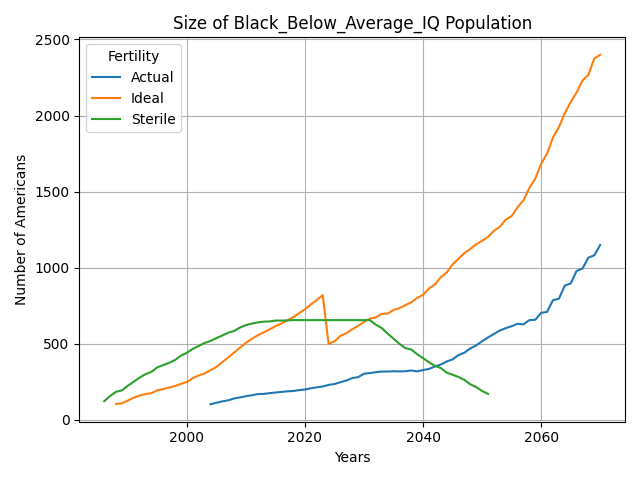 Size of Black_Below_Average_IQ Population
Number of Americans
2500
2000
1500
1000
500
0
Fertility
Actual
Ideal
Sterile
2000
2020
2040
2060
Years